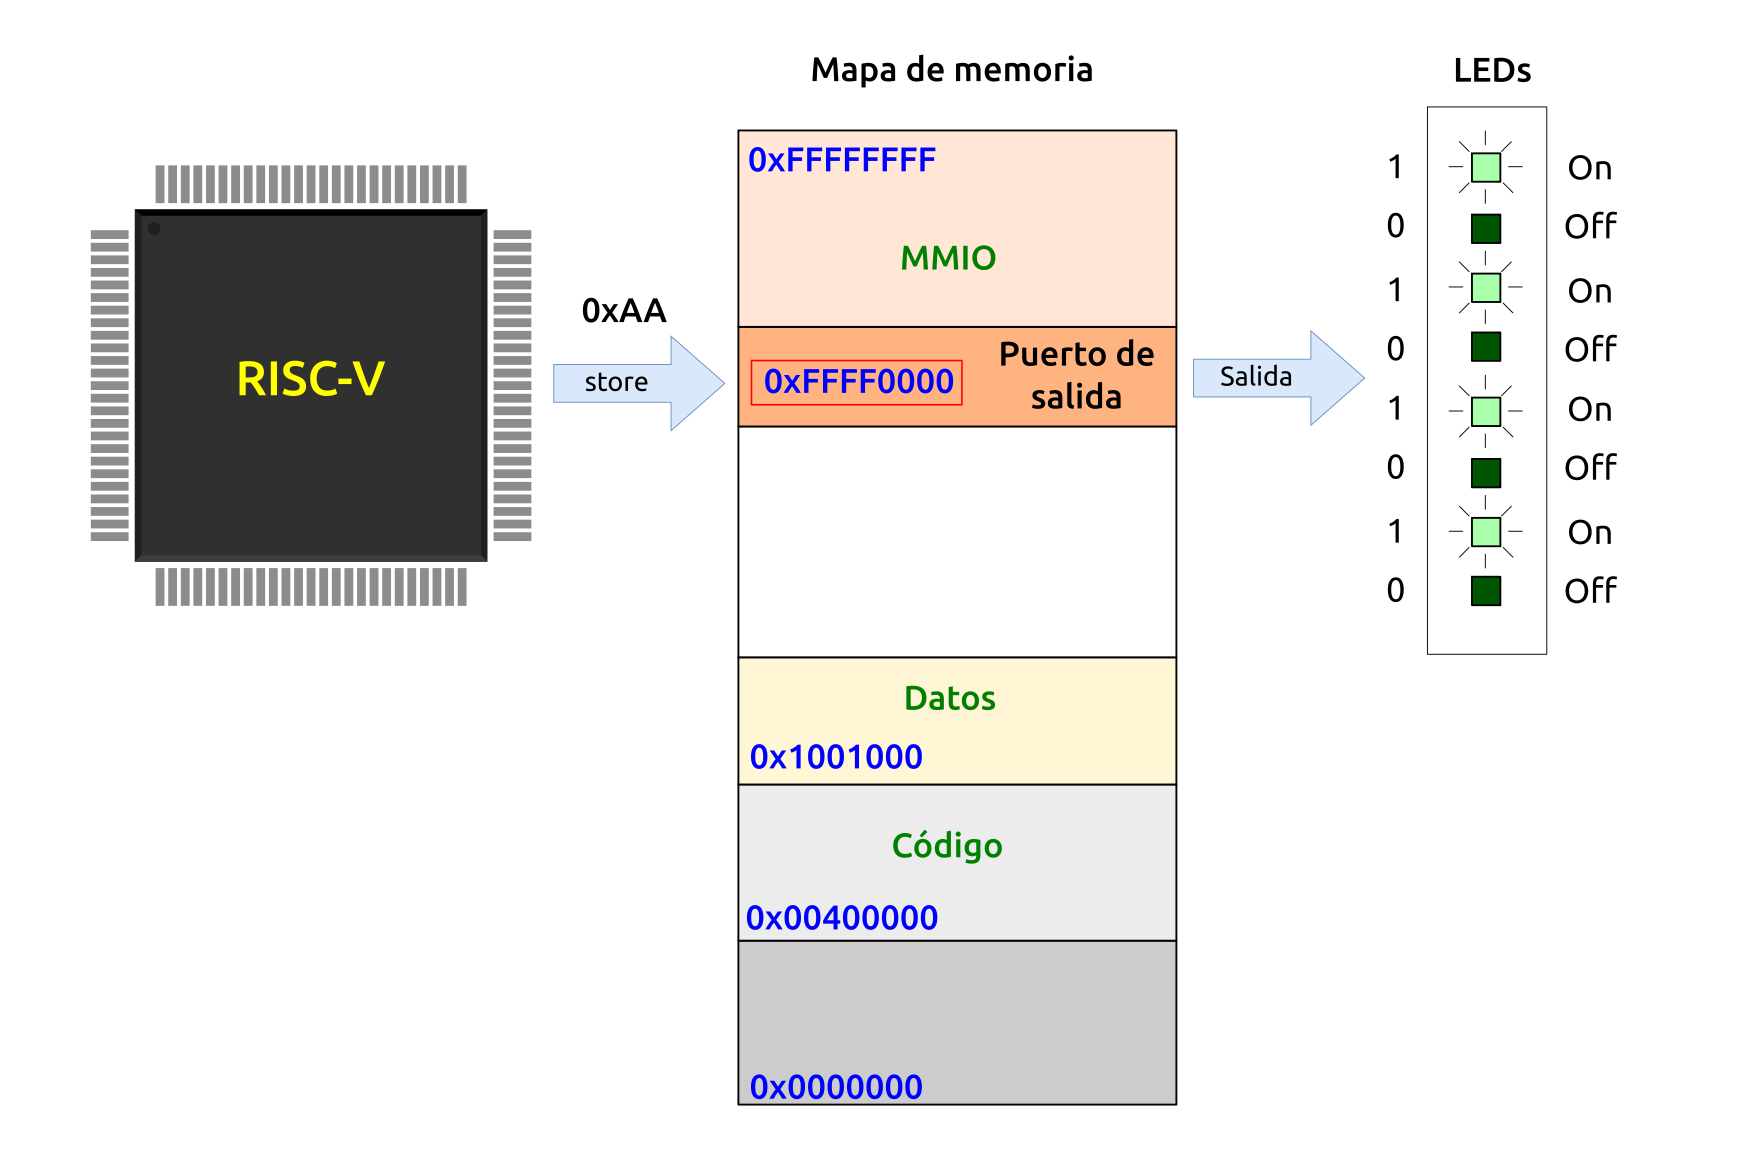 Mapa de memoria
LEDs
RISC-V
0xAA
store
0xFFFFFFFF
MMIO
0xFFFF0000
Puerto de
salida
Salida
Datos
0x1001000
Código
0x00400000
0x0000000
1 On
0 Off
1 On
0 Off
1 On
0 Off
1 On
0 Off